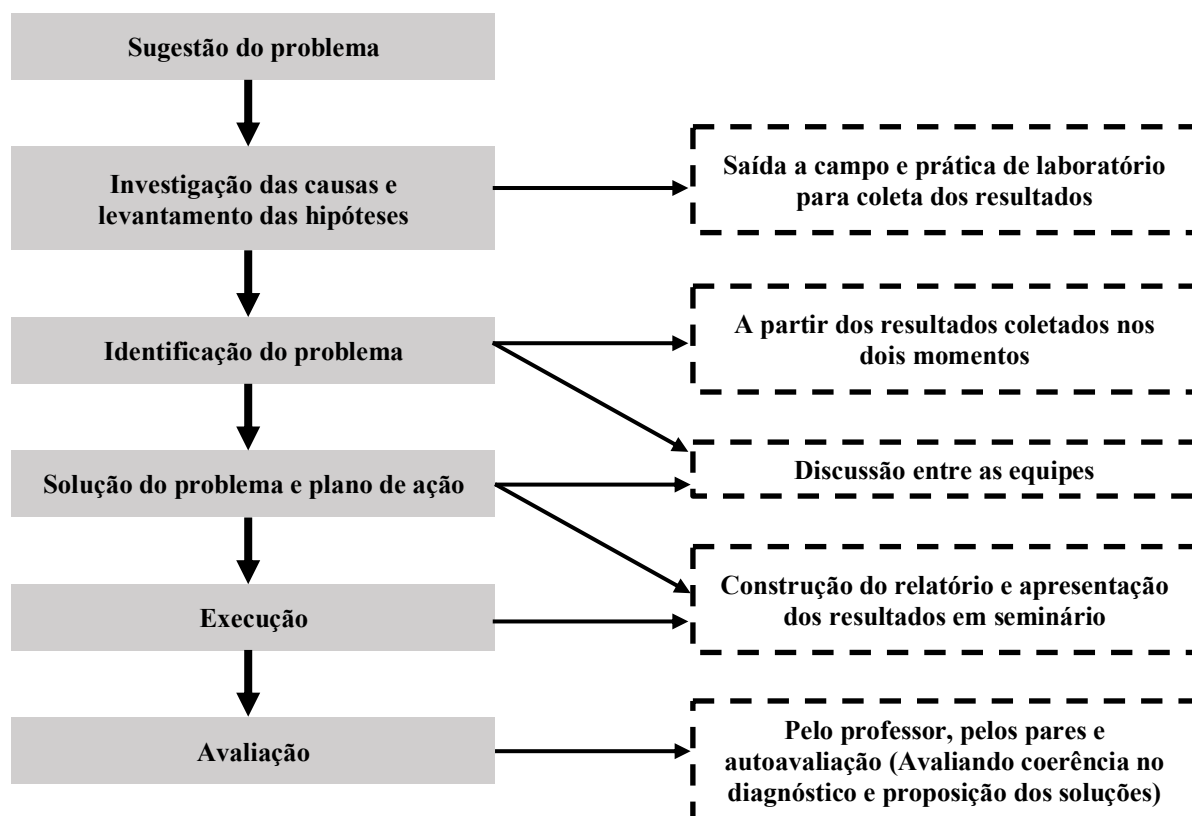 Sugestão do problema
Investigação das causas e
levantamento das hipóteses
Saída a campo e prática de laboratório
para coleta dos resultados
Identificação do problema
A partir dos resultados coletados nos
dois momentos
Solução do problema e plano de ação
Discussão entre as equipes
Execução
Construção do relatório e apresentação
dos resultados em seminário
Avaliação
Pelo professor, pelos pares e
autoavaliação (Avaliando coerência no
diagnóstico e proposição dos soluções)